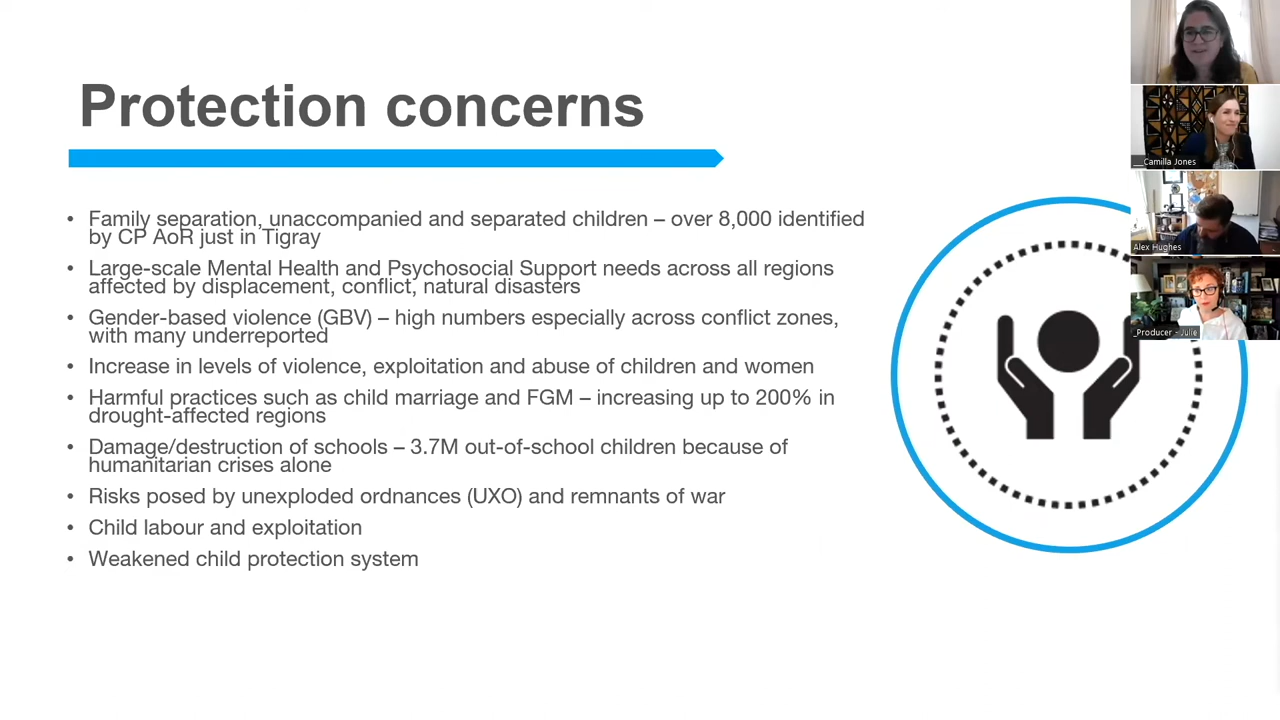 Protection concerns
• Family separation, unaccompanied and separated children – over 8,000 identified
by CP AoR just in Tigray
• Large-scale Mental Health and Psychosocial Support needs across all regions
affected by displacement, conflict, natural disasters
• Gender-based violence (GBV) – high numbers especially across conflict zones,
with many underreported
• Increase in levels of violence, exploitation and abuse of children and women
• Harmful practices such as child marriage and FGM – increasing up to 200% in
drought-affected regions
• Damage/destruction of schools – 3.7M out-of-school children because of
humanitarian crises alone
• Risks posed by unexploded ordnances (UXO) and remnants of war
• Child labour and exploitation
• Weakened child protection system
__Camilla Jones
Alex Hughes
_Producer - Julie